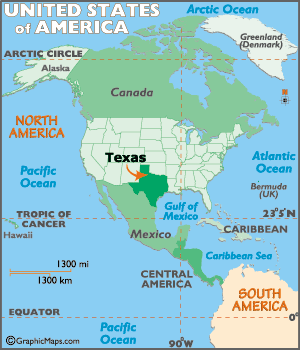 UNITED STATES
of AMERICA
Arctic Ocean
Greenland
(Denmark)
ARCTIC CIRCLE
Alaska
Canada
NORTH
AMERICA
Texas
Pacific
Ocean
Atlantic
Ocean
Bermuda
(UK)
Gulf of
Mexico
TROPIC OF
CANCER
23°5'N
Hawaii
Mexico
CARIBBEAN
Caribbean Sea
1300 mi
1300 km
CENTRAL
AMERICA
SOUTH
AMERICA
EQUATOR
0°
Pacific
Ocean
©GraphicMaps.com
90°W